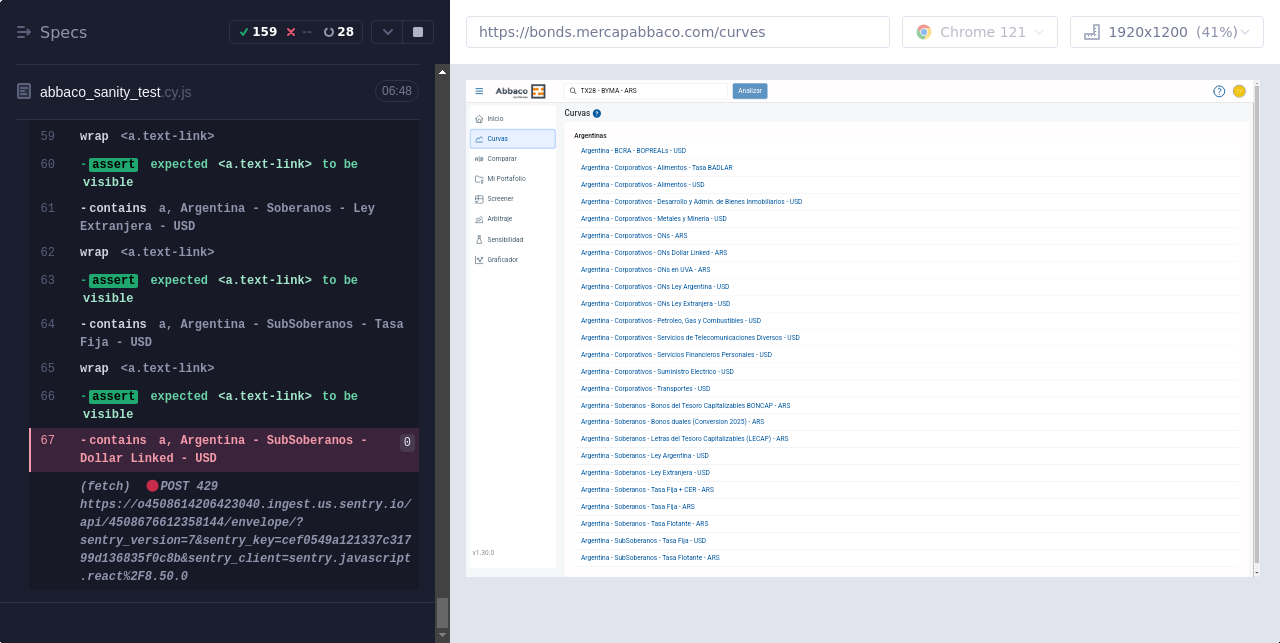 Specs
159
--
28
abbaco_sanity_test.cy.js
06:48
59 wrap <a.text-link>
60 -assert expected <a.text-link> to be
visible
61 -contains a, Argentina - Soberanos - Ley
Extranjera - USD
62 wrap <a.text-link>
63 -assert expected <a.text-link> to be
visible
64 -contains a, Argentina - SubSoberanos - Tasa
Fija - USD
65 wrap <a.text-link>
66 -assert expected <a.text-link> to be
visible
67 -contains a, Argentina - SubSoberanos -
Dollar Linked - USD
0
(fetch) POST 429
https://o4508614206423040.ingest.us.sentry.io/
api/4508676612358144/envelope/?
sentry_version=7&sentry_key=cef0549a121337c317
99d136835f0c8b&sentry_client=sentry.javascript
.react%2F8.50.0
https://bonds.mercapabbaco.com/curves
Chrome 121
1920x1200 (41%)
Abbaco
TX28 - BYMA - ARS
Analizar
?
Inicio
Curvas
Comparar
Mi Portafolio
Screener
Arbitraje
Sensibilidad
Graficador
v1.30.0
Curvas ?
Argentinas
Argentina - BCRA - BOPREALs - USD
Argentina - Corporativos - Alimentos - Tasa BADLAR
Argentina - Corporativos - Alimentos - USD
Argentina - Corporativos - Desarrollo y Admin. de Bienes Inmobiliarios - USD
Argentina - Corporativos - Metales y Mineria - USD
Argentina - Corporativos - ONs - ARS
Argentina - Corporativos - ONs Dollar Linked - ARS
Argentina - Corporativos - ONs en UVA - ARS
Argentina - Corporativos - ONs Ley Argentina - USD
Argentina - Corporativos - ONs Ley Extranjera - USD
Argentina - Corporativos - Petroleo, Gas y Combustibles - USD
Argentina - Corporativos - Servicios de Telecomunicaciones Diversos - USD
Argentina - Corporativos - Servicios Financieros Personales - USD
Argentina - Corporativos - Suministro Electrico - USD
Argentina - Corporativos - Transportes - USD
Argentina - Soberanos - Bonos del Tesoro Capitalizables BONCAP - ARS
Argentina - Soberanos - Bonos duales (Conversion 2025) - ARS
Argentina - Soberanos - Letras del Tesoro Capitalizables (LECAP) - ARS
Argentina - Soberanos - Ley Argentina - USD
Argentina - Soberanos - Ley Extranjera - USD
Argentina - Soberanos - Tasa Fija + CER - ARS
Argentina - Soberanos - Tasa Fija - ARS
Argentina - Soberanos - Tasa Flotante - ARS
Argentina - SubSoberanos - Tasa Fija - USD
Argentina - SubSoberanos - Tasa Flotante - ARS